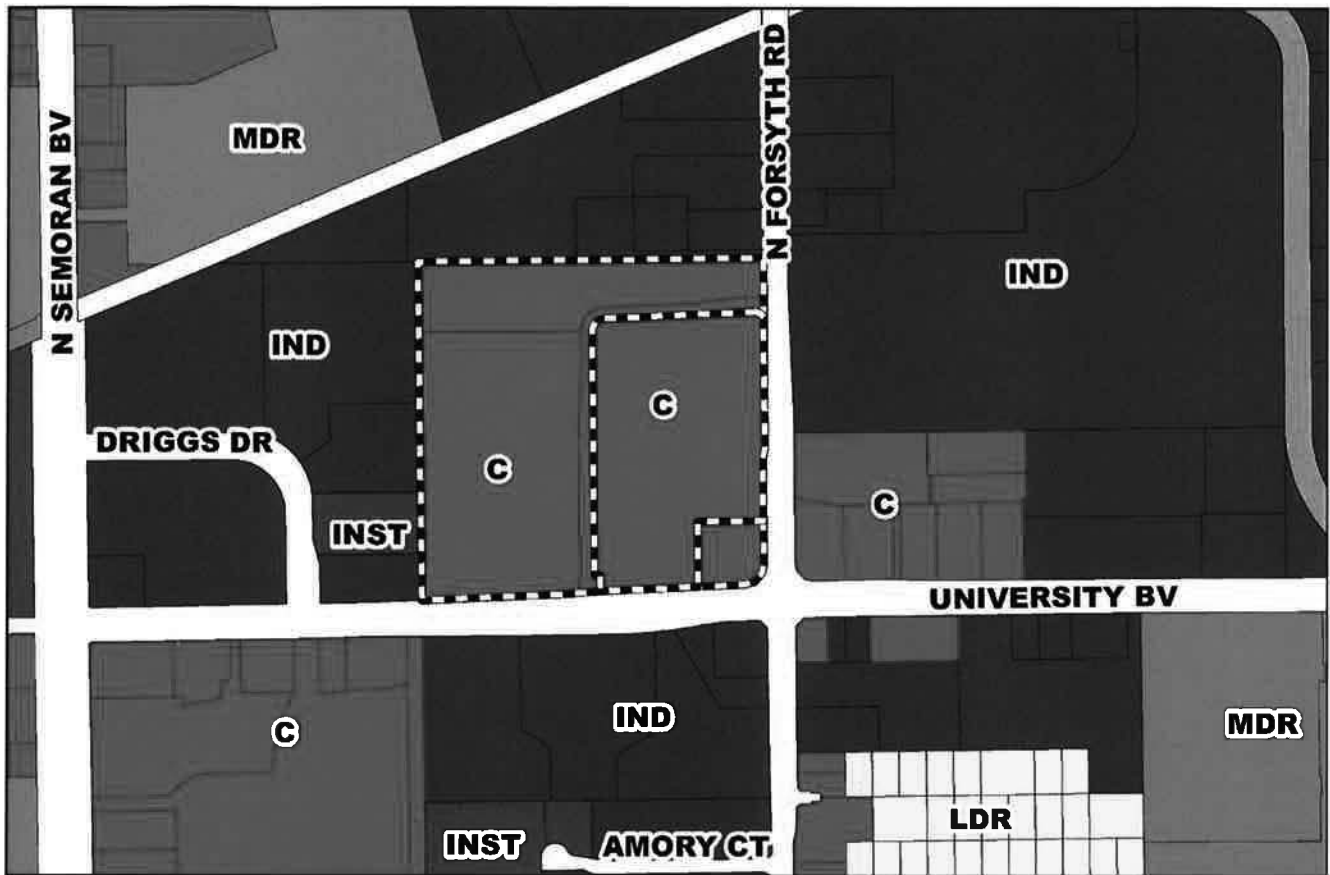 MDR
N SEMORAN BV
N FORSYTH RD
IND
IND
C
DRIGGS DR
C
C
INST
UNIVERSITY BV
C
IND
MDR
LDR
INST
AMORY CT